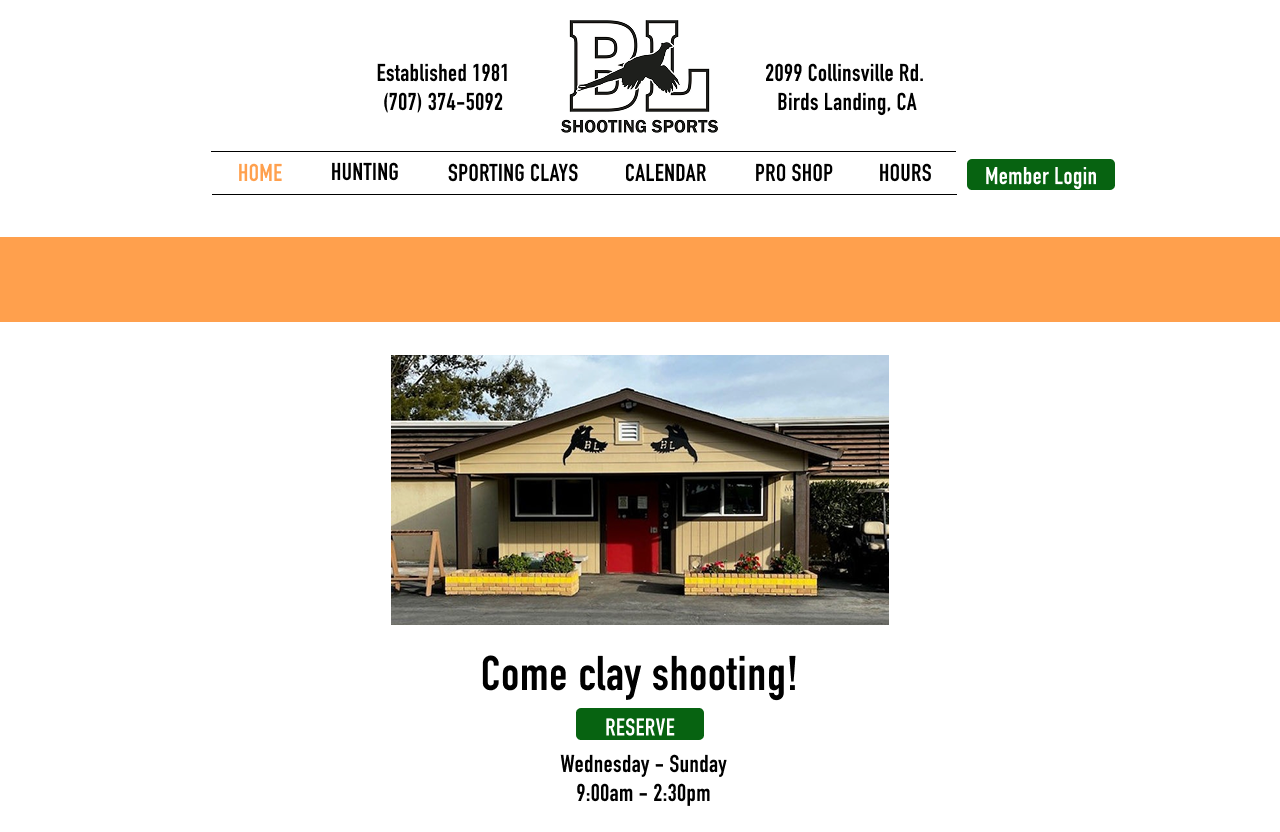 Established 1981
(707) 374-5092
BL
SHOOTING SPORTS
2099 Collinsville Rd.
Birds Landing, CA
HOME
HUNTING
SPORTING CLAYS
CALENDAR
PRO SHOP
HOURS
Member Login
BL
BL
Come clay shooting!
RESERVE
Wednesday - Sunday
9:00am - 2:30pm